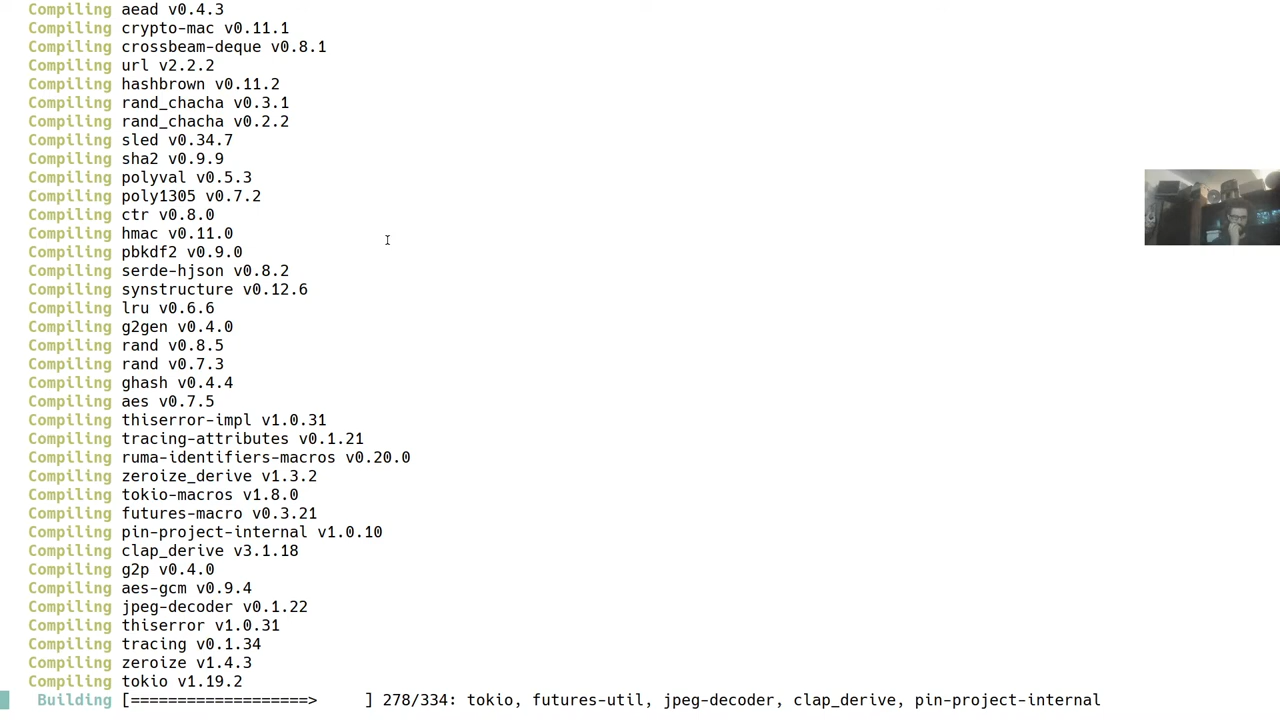 Compiling aead v0.4.3
Compiling crypto-mac v0.11.1
Compiling crossbeam-deque v0.8.1
Compiling url v2.2.2
Compiling hashbrown v0.11.2
Compiling rand_chacha v0.3.1
Compiling rand_chacha v0.2.2
Compiling sled v0.34.7
Compiling sha2 v0.9.9
Compiling polyval v0.5.3
Compiling poly1305 v0.7.2
Compiling ctr v0.8.0
Compiling hmac v0.11.0
Compiling pbkdf2 v0.9.0
Compiling serde-hjson v0.8.2
Compiling synstructure v0.12.6
Compiling lru v0.6.6
Compiling g2gen v0.4.0
Compiling rand v0.8.5
Compiling rand v0.7.3
Compiling ghash v0.4.4
Compiling aes v0.7.5
Compiling thiserror-impl v1.0.31
Compiling tracing-attributes v0.1.21
Compiling ruma-identifiers-macros v0.20.0
Compiling zeroize_derive v1.3.2
Compiling tokio-macros v1.8.0
Compiling futures-macro v0.3.21
Compiling pin-project-internal v1.0.10
Compiling clap_derive v3.1.18
Compiling g2p v0.4.0
Compiling aes-gcm v0.9.4
Compiling jpeg-decoder v0.1.22
Compiling thiserror v1.0.31
Compiling tracing v0.1.34
Compiling zeroize v1.4.3
Compiling tokio v1.19.2
Building [===================>     ] 278/334: tokio, futures-util, jpeg-decoder, clap_derive, pin-project-internal